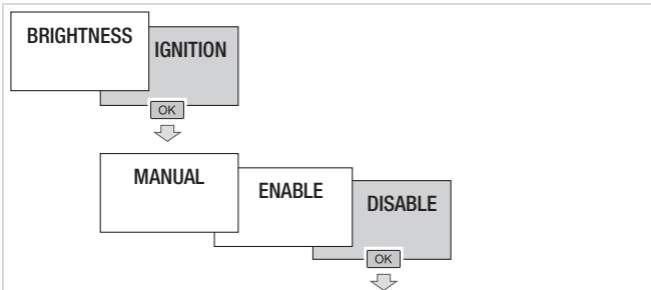 BRIGHTNESS
IGNITION
OK
MANUAL
ENABLE
DISABLE
OK